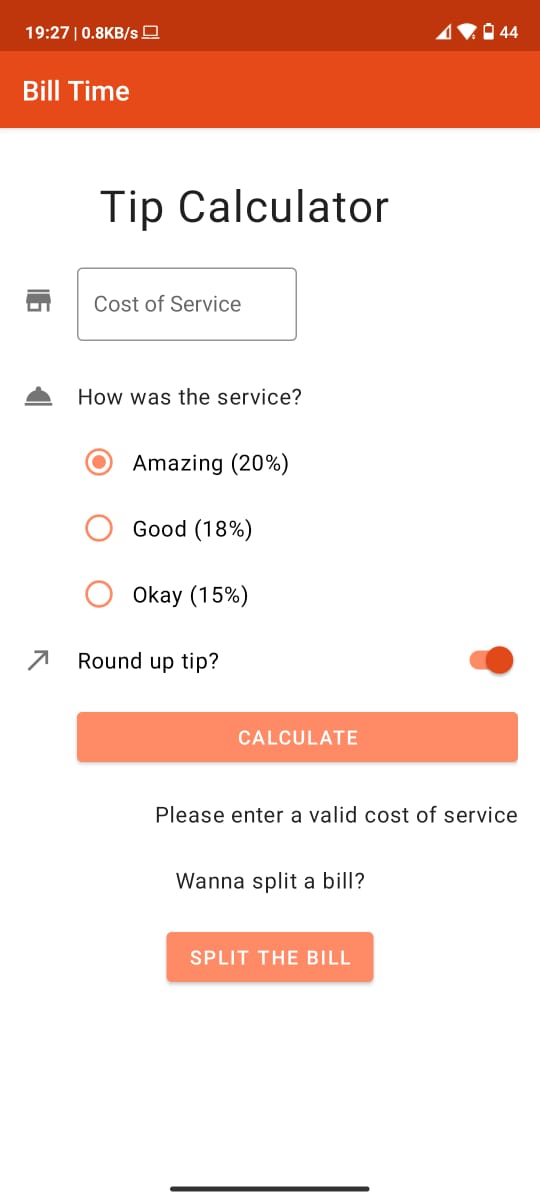 19:27 | 0.8KB/s 44
Bill Time
Tip Calculator
Cost of Service
How was the service?
Amazing (20%)
Good (18%)
Okay (15%)
Round up tip?
CALCULATE
Please enter a valid cost of service
Wanna split a bill?
SPLIT THE BILL